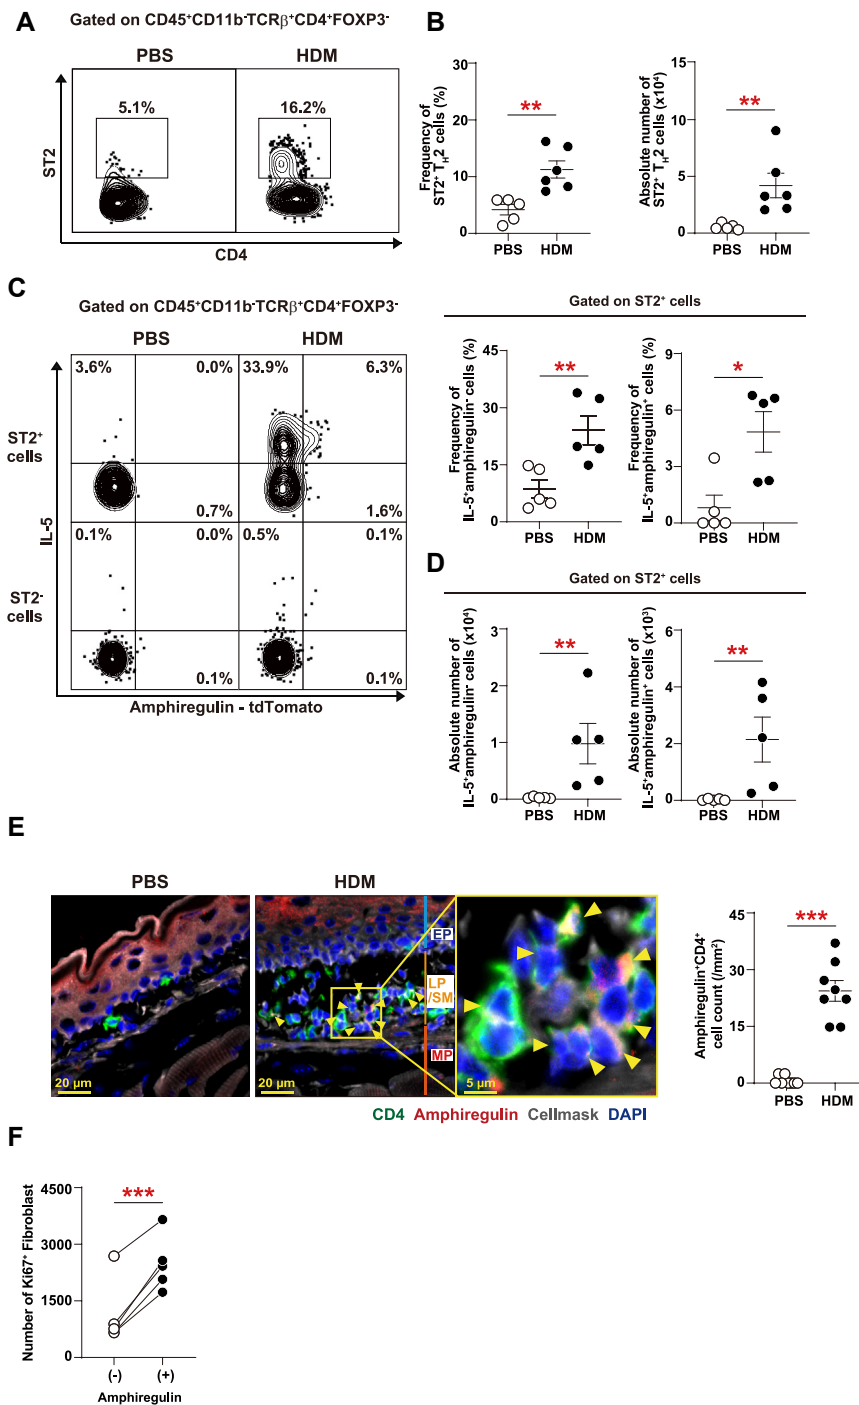 A
Gated on CD45⁺CD11b⁻TCRβ⁺CD4⁺FOXP3⁻
PBS
HDM
5.1%
16.2%
ST2
CD4
B
Frequency of
ST2⁺ TH2 cells (%)
30
20
10
0
**
PBS
HDM
Absolute number of
ST2⁺ TH2 cells (x10⁴)
15
10
5
0
**
PBS
HDM
C
Gated on CD45⁺CD11b⁻TCRβ⁺CD4⁺FOXP3⁻
PBS
HDM
3.6%
0.0%
33.9%
6.3%
ST2⁺
cells
0.7%
1.6%
IL-5
0.1%
0.0%
0.5%
0.1%
ST2⁻
cells
0.1%
0.1%
Amphiregulin - tdTomato
Gated on ST2⁺ cells
Frequency of
IL-5⁺amphiregulin⁻ cells (%)
45
30
15
0
**
PBS
HDM
Frequency of
IL-5⁺amphiregulin⁺ cells (%)
9
6
3
0
*
PBS
HDM
D
Gated on ST2⁺ cells
Absolute number of
IL-5⁺amphiregulin⁻ cells (x10⁴)
3
2
1
0
**
PBS
HDM
Absolute number of
IL-5⁺amphiregulin⁺ cells (x10³)
6
4
2
0
**
PBS
HDM
E
PBS
HDM
EP
LP
/SM
MP
20 µm
20 µm
5 µm
CD4 Amphiregulin Cellmask DAPI
Amphiregulin⁺CD4⁺
cell count (/mm²)
45
30
15
0
***
PBS
HDM
F
Number of Ki67⁺ Fibroblast
4500
3000
1500
0
***
(-)
(+)
Amphiregulin